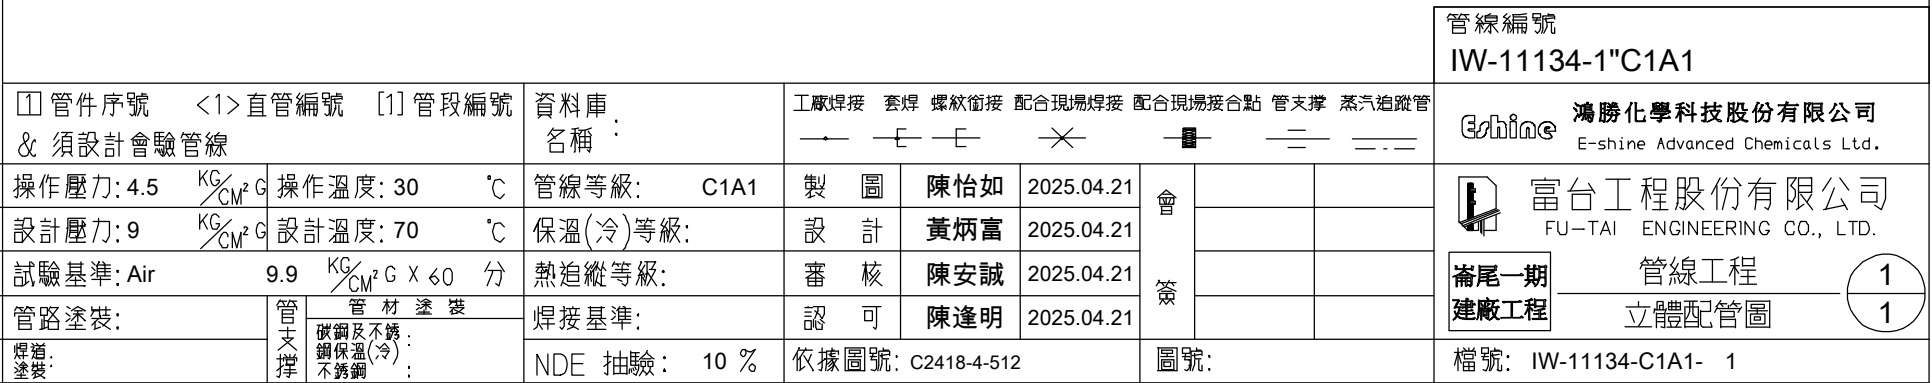 管線編號
IW-11134-1"C1A1
1 管件序號 <1>直管編號 [1]管段編號
& 須設計會驗管線
資料庫
名稱 :
工廠焊接 套焊 螺紋銜接 配合現場焊接 配合現場接合點 管支撐 蒸汽追蹤管
Eshine 鴻勝化學科技股份有限公司
E-shine Advanced Chemicals Ltd.
操作壓力: 4.5 KG/CM² G 操作溫度: 30 °C 管線等級: C1A1 製 圖 陳怡如 2025.04.21
設計壓力: 9 KG/CM² G 設計溫度: 70 °C 保溫(冷)等級: 設 計 黃炳富 2025.04.21
試驗基準: Air 9.9 KG/CM² G X 60 分 熱追縱等級: 審 核 陳安誠 2025.04.21
管路塗裝: 管支撐 管 材 塗 裝 焊接基準: 認 可 陳逢明 2025.04.21
會 簽
富台工程股份有限公司
FU-TAI ENGINEERING CO., LTD.
崙尾一期
建廠工程
管線工程
立體配管圖
1
1
焊道.
塗裝.
碳鋼及不銹 :
鋼保溫(冷)
不銹鋼 :
NDE 抽驗: 10 % 依據圖號: C2418-4-512 圖號: 檔號: IW-11134-C1A1- 1